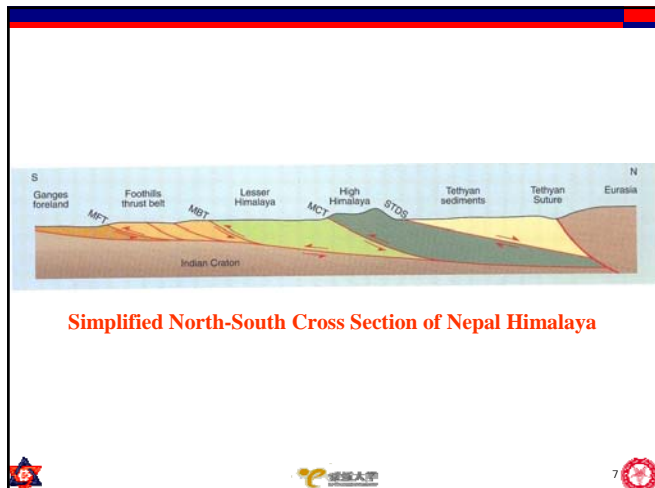 S
N
Ganges
foreland
Foothills
thrust belt
Lesser
Himalaya
High
Himalaya
Tethyan
sediments
Tethyan
Suture
Eurasia
MFT
MBT
MCT
STDS
Indian Craton
Simplified North-South Cross Section of Nepal Himalaya
7